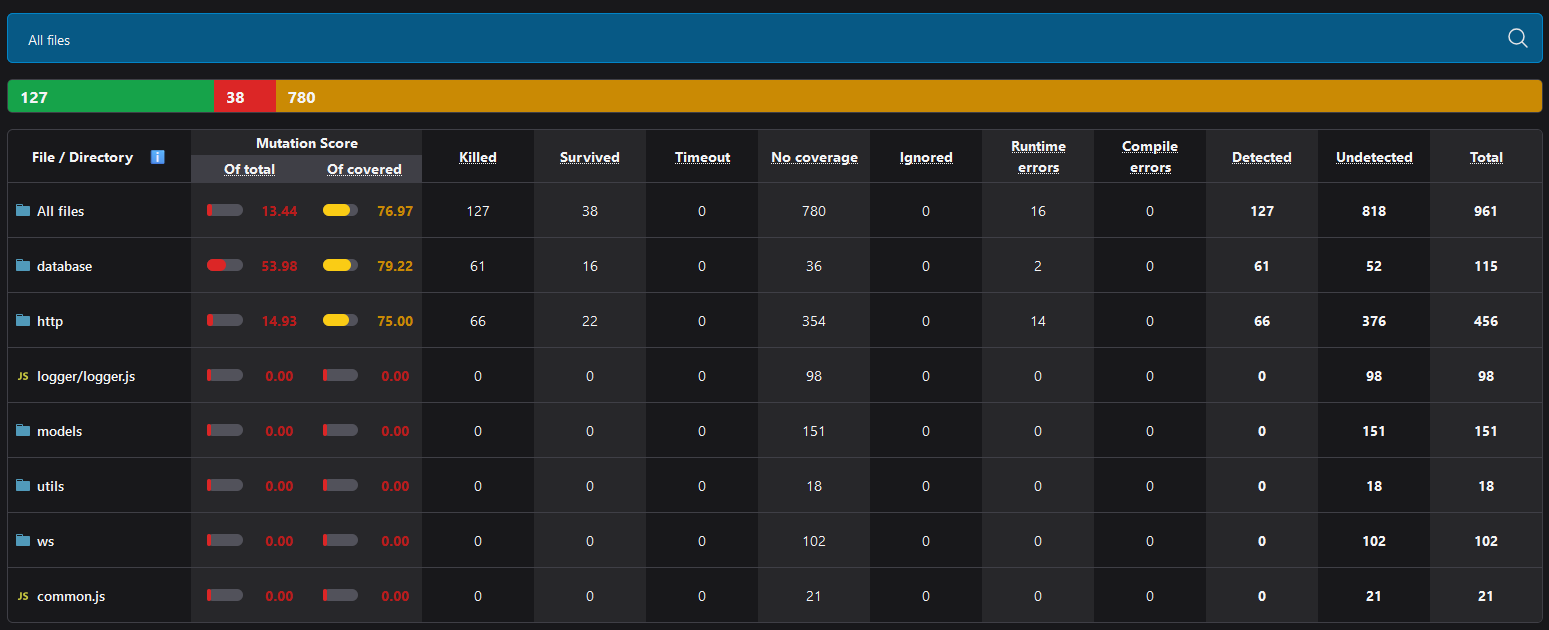 All files
127 38 780
File / Directory i Mutation Score Of total Of covered Killed Survived Timeout No coverage Ignored Runtime errors Compile errors Detected Undetected Total
All files 13.44 76.97 127 38 0 780 0 16 0 127 818 961
database 53.98 79.22 61 16 0 36 0 2 0 61 52 115
http 14.93 75.00 66 22 0 354 0 14 0 66 376 456
JS logger/logger.js 0.00 0.00 0 0 0 98 0 0 0 0 98 98
models 0.00 0.00 0 0 0 151 0 0 0 0 151 151
utils 0.00 0.00 0 0 0 18 0 0 0 0 18 18
ws 0.00 0.00 0 0 0 102 0 0 0 0 102 102
JS common.js 0.00 0.00 0 0 0 21 0 0 0 0 21 21